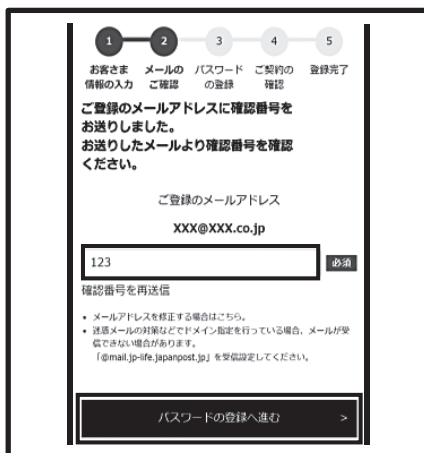 1 2 3 4 5
お客さま メールの パスワード ご契約の 登録完了
情報の入力 ご確認 の登録 確認
ご登録のメールアドレスに確認番号を
お送りしました。
お送りしたメールより確認番号を確認
ください。
ご登録のメールアドレス
XXX@XXX.co.jp
123 必須
確認番号を再送信
• メールアドレスを修正する場合はこちら。
• 迷惑メールの対策などでドメイン指定を行っている場合、メールが受
信できない場合があります。
「@mail.jp-life.japanpost.jp」を受信設定してください。
パスワードの登録へ進む >